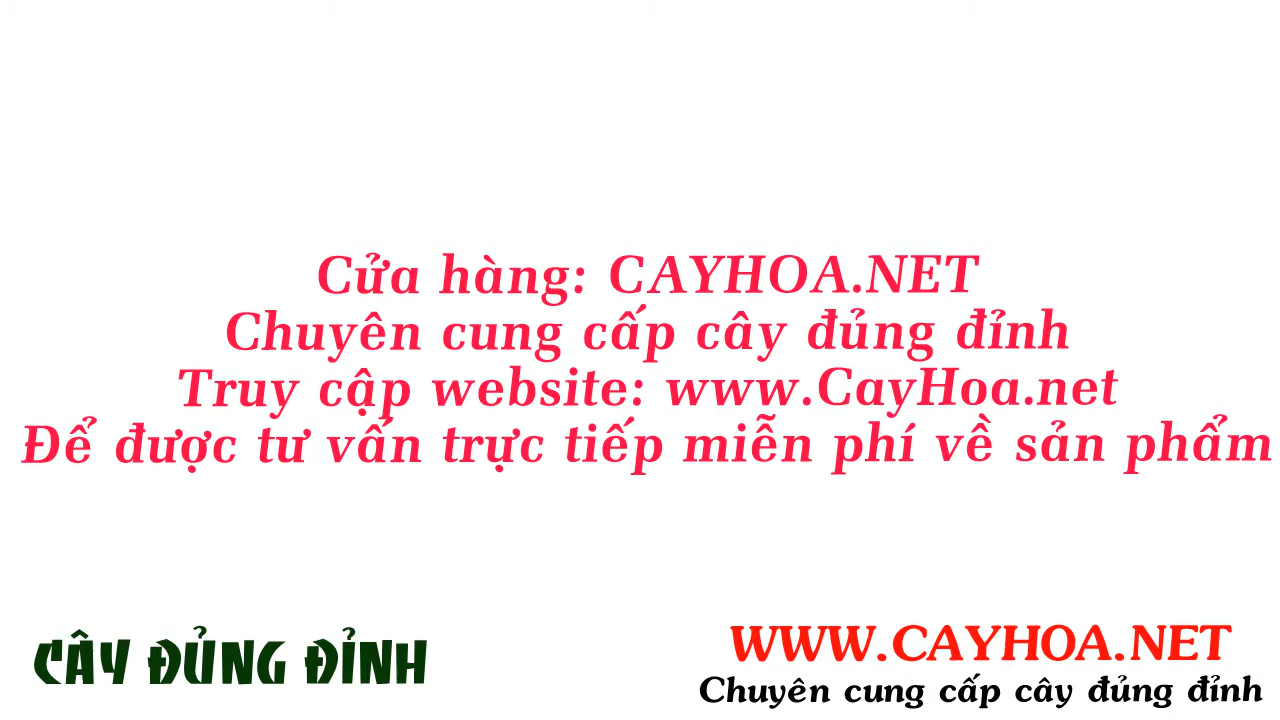 Cửa hàng: CAYHOA.NET
Chuyên cung cấp cây đủng đỉnh
Truy cập website: www.CayHoa.net
Để được tư vấn trực tiếp miễn phí về sản phẩm
CÂY ĐỦNG ĐỈNH
WWW.CAYHOA.NET
Chuyên cung cấp cây đủng đỉnh